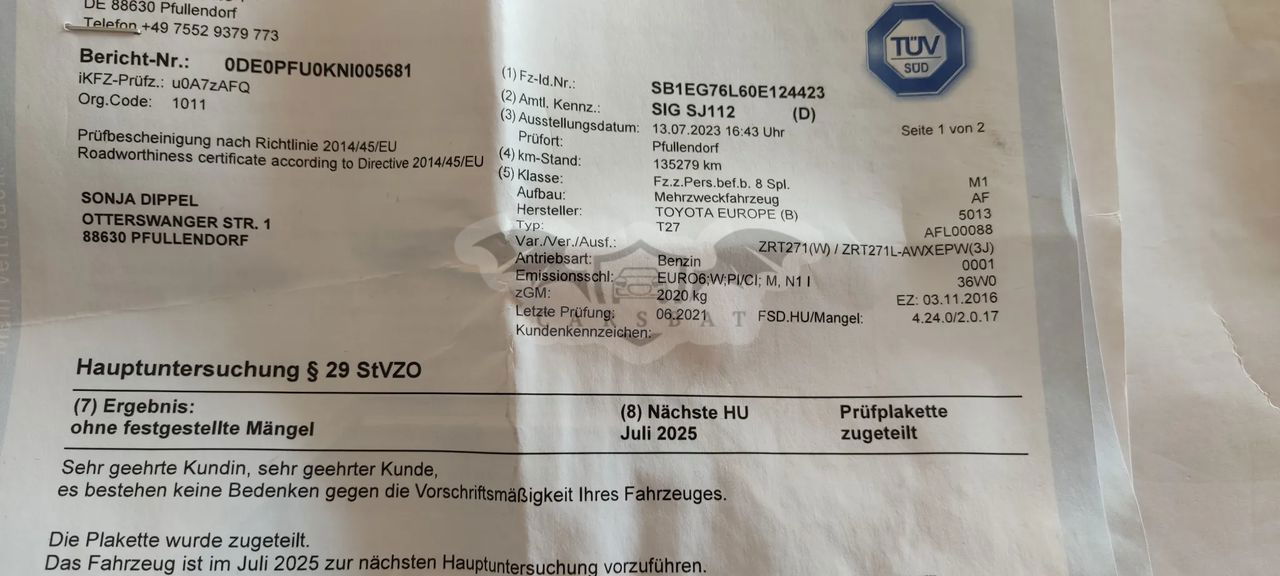 DE 88630 Pfullendorf
Telefon +49 7552 9379 773
Bericht-Nr.: 0DE0PFU0KNI005681
iKFZ-Prüfz.: u0A7zAFQ
Org.Code: 1011
Prüfbescheinigung nach Richtlinie 2014/45/EU
Roadworthiness certificate according to Directive 2014/45/EU
SONJA DIPPEL
OTTERSWANGER STR. 1
88630 PFULLENDORF
TÜV
SÜD
Seite 1 von 2
(1) Fz-Id.Nr.: SB1EG76L60E124423
(2) Amtl. Kennz.: SIG SJ112 (D)
(3) Ausstellungsdatum: 13.07.2023 16:43 Uhr
Prüfort: Pfullendorf
(4) km-Stand: 135279 km
(5) Klasse: Fz.z.Pers.bef.b. 8 Spl. M1
Aufbau: Mehrzweckfahrzeug AF
Hersteller: TOYOTA EUROPE (B) 5013
Typ: T27 AFL00088
Var./Ver./Ausf.: ZRT271(W) / ZRT271L-AWXEPW(3J)
Antriebsart: Benzin 0001
Emissionsschl: EURO6;W;PI/CI; M, N1 I 36W0
zGM: 2020 kg EZ: 03.11.2016
Letzte Prüfung: 06.2021 FSD.HU/Mangel: 4.24.0/2.0.17
Kundenkennzeichen:
CARSBAT
Hauptuntersuchung § 29 StVZO
(7) Ergebnis: (8) Nächste HU Prüfplakette
ohne festgestellte Mängel Juli 2025 zugeteilt
Sehr geehrte Kundin, sehr geehrter Kunde,
es bestehen keine Bedenken gegen die Vorschriftsmäßigkeit Ihres Fahrzeuges.
Die Plakette wurde zugeteilt.
Das Fahrzeug ist im Juli 2025 zur nächsten Hauptuntersuchung vorzuführen.